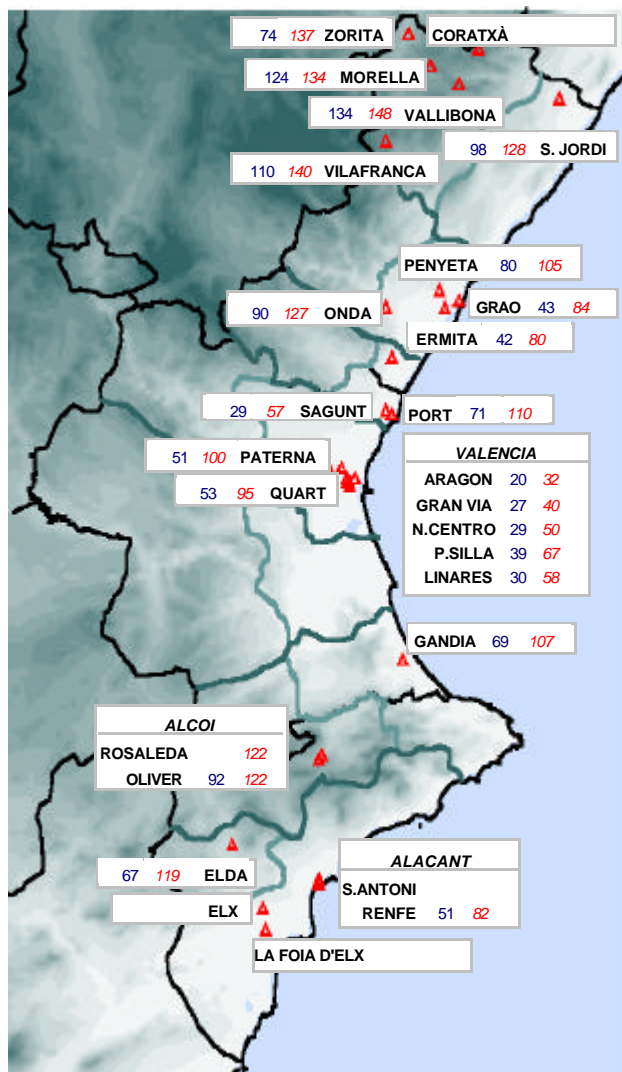 74 137 ZORITA
CORATXÀ
124 134 MORELLA
134 148 VALLIBONA
98 128 S. JORDI
110 140 VILAFRANCA
PENYETA 80 105
90 127 ONDA
GRAO 43 84
ERMITA 42 80
29 57 SAGUNT
PORT 71 110
51 100 PATERNA
53 95 QUART
VALENCIA
ARAGON 20 32
GRAN VIA 27 40
N.CENTRO 29 50
P.SILLA 39 67
LINARES 30 58
GANDIA 69 107
ALCOI
ROSALEDA 122
OLIVER 92 122
67 119 ELDA
ELX
ALACANT
S.ANTONI
RENFE 51 82
LA FOIA D'ELX